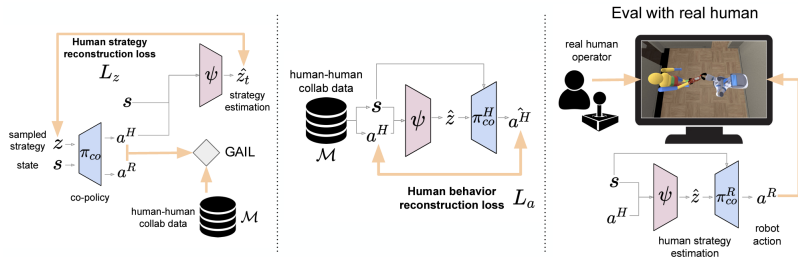 Human strategy
reconstruction loss
L_z
ψ
ẑ_t
strategy
estimation
s
sampled
strategy
z
state
s
π_co
a^H
a^R
co-policy
GAIL
human-human
collab data
M
human-human
collab data
M
s
a^H
ψ
ẑ
π_co^H
â^H
Human behavior
reconstruction loss
L_a
Eval with real human
real human
operator
s
a^H
ψ
ẑ
π_co^R
a^R
human strategy
estimation
robot
action